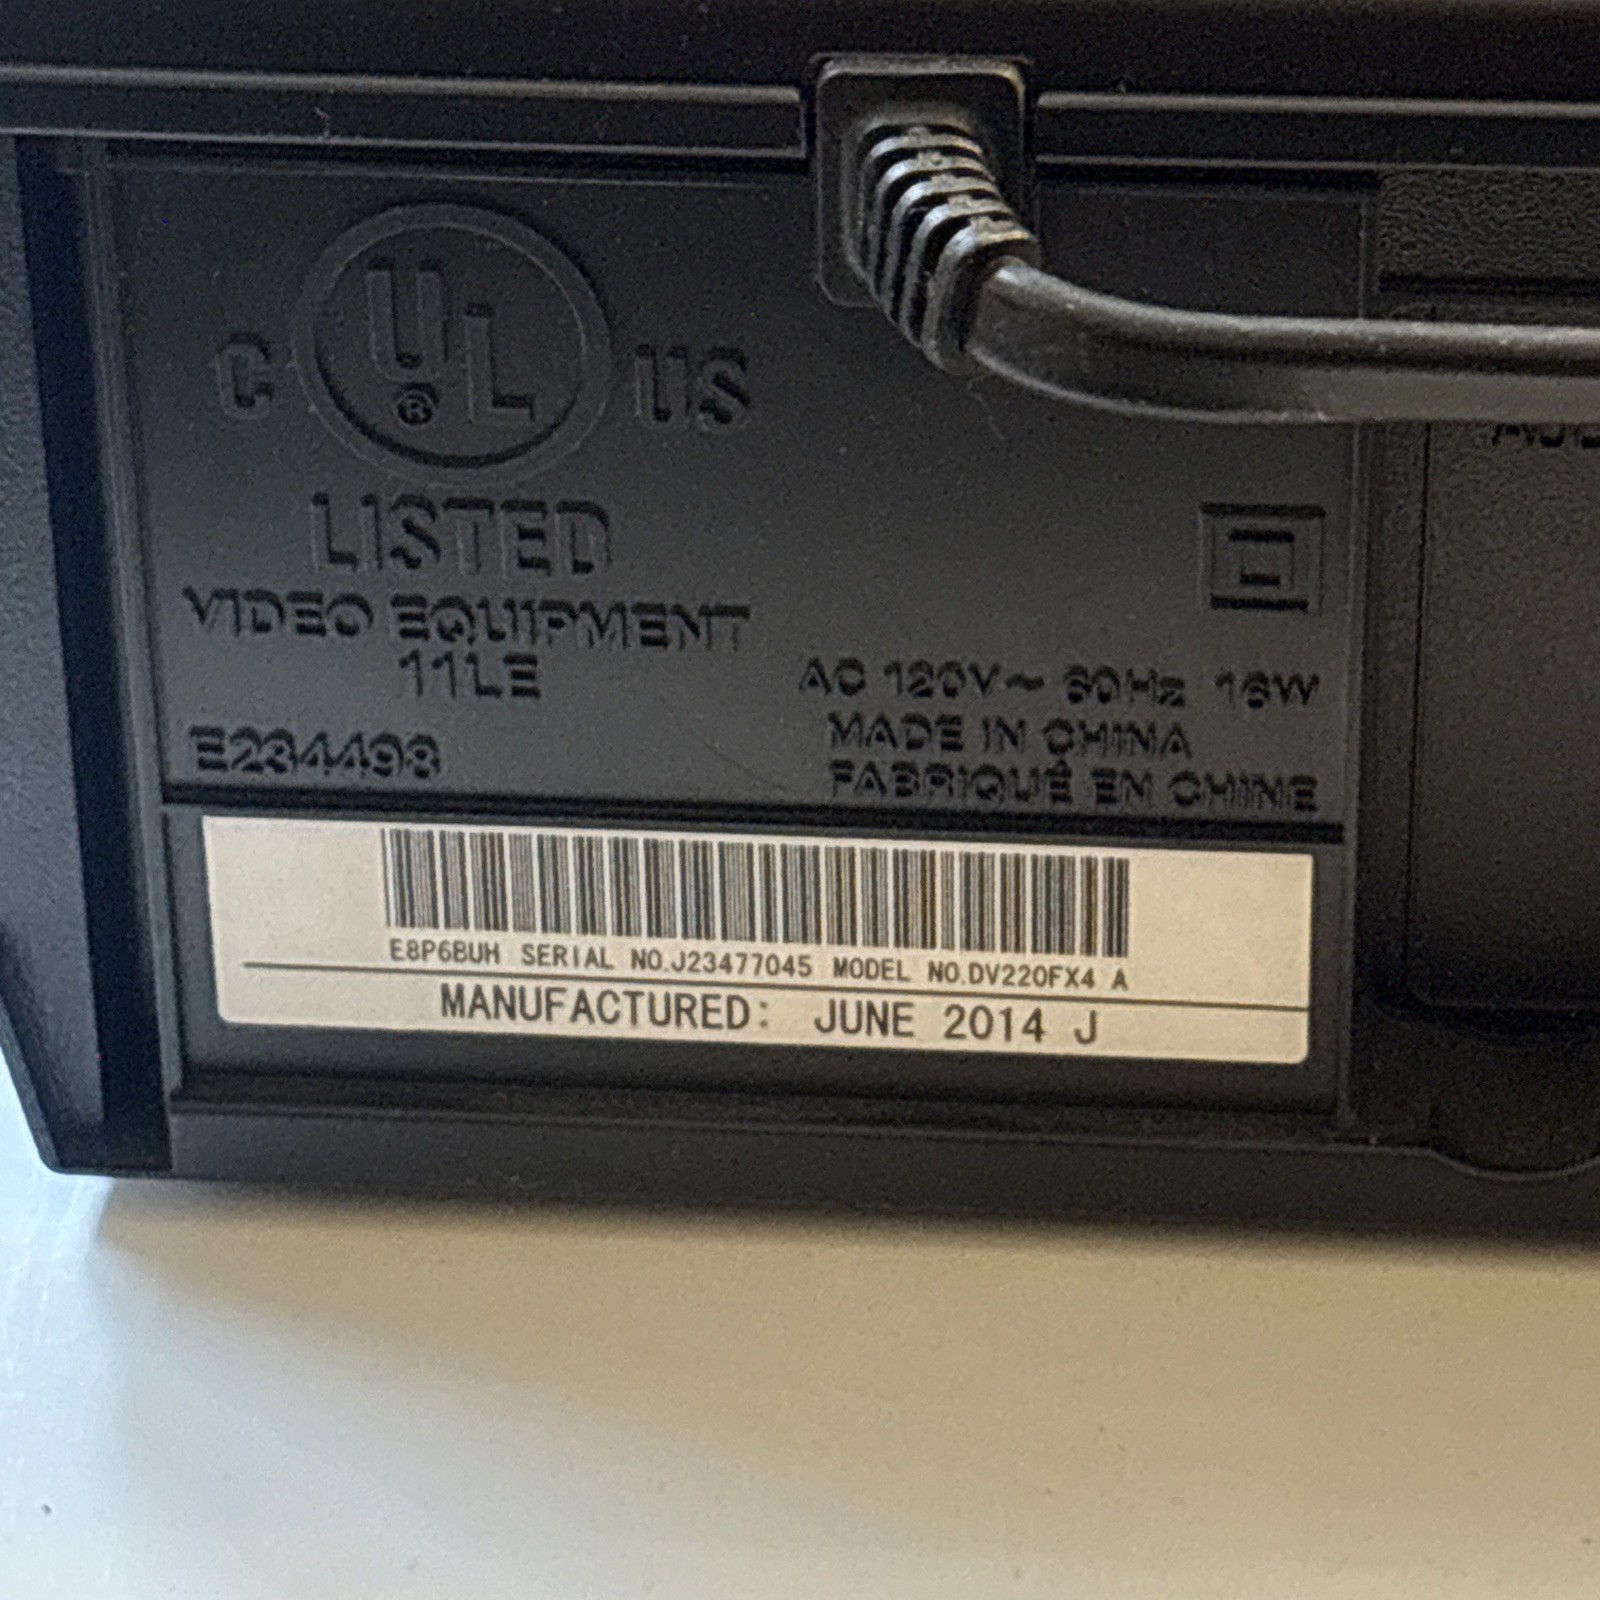 C UL® US
LISTED
VIDEO EQUIPMENT
11LE
E234498
AC 120V~ 60Hz 16W
MADE IN CHINA
FABRIQUÉ EN CHINE
E8P6BUH SERIAL NO.J23477045 MODEL NO.DV220FX4 A
MANUFACTURED: JUNE 2014 J